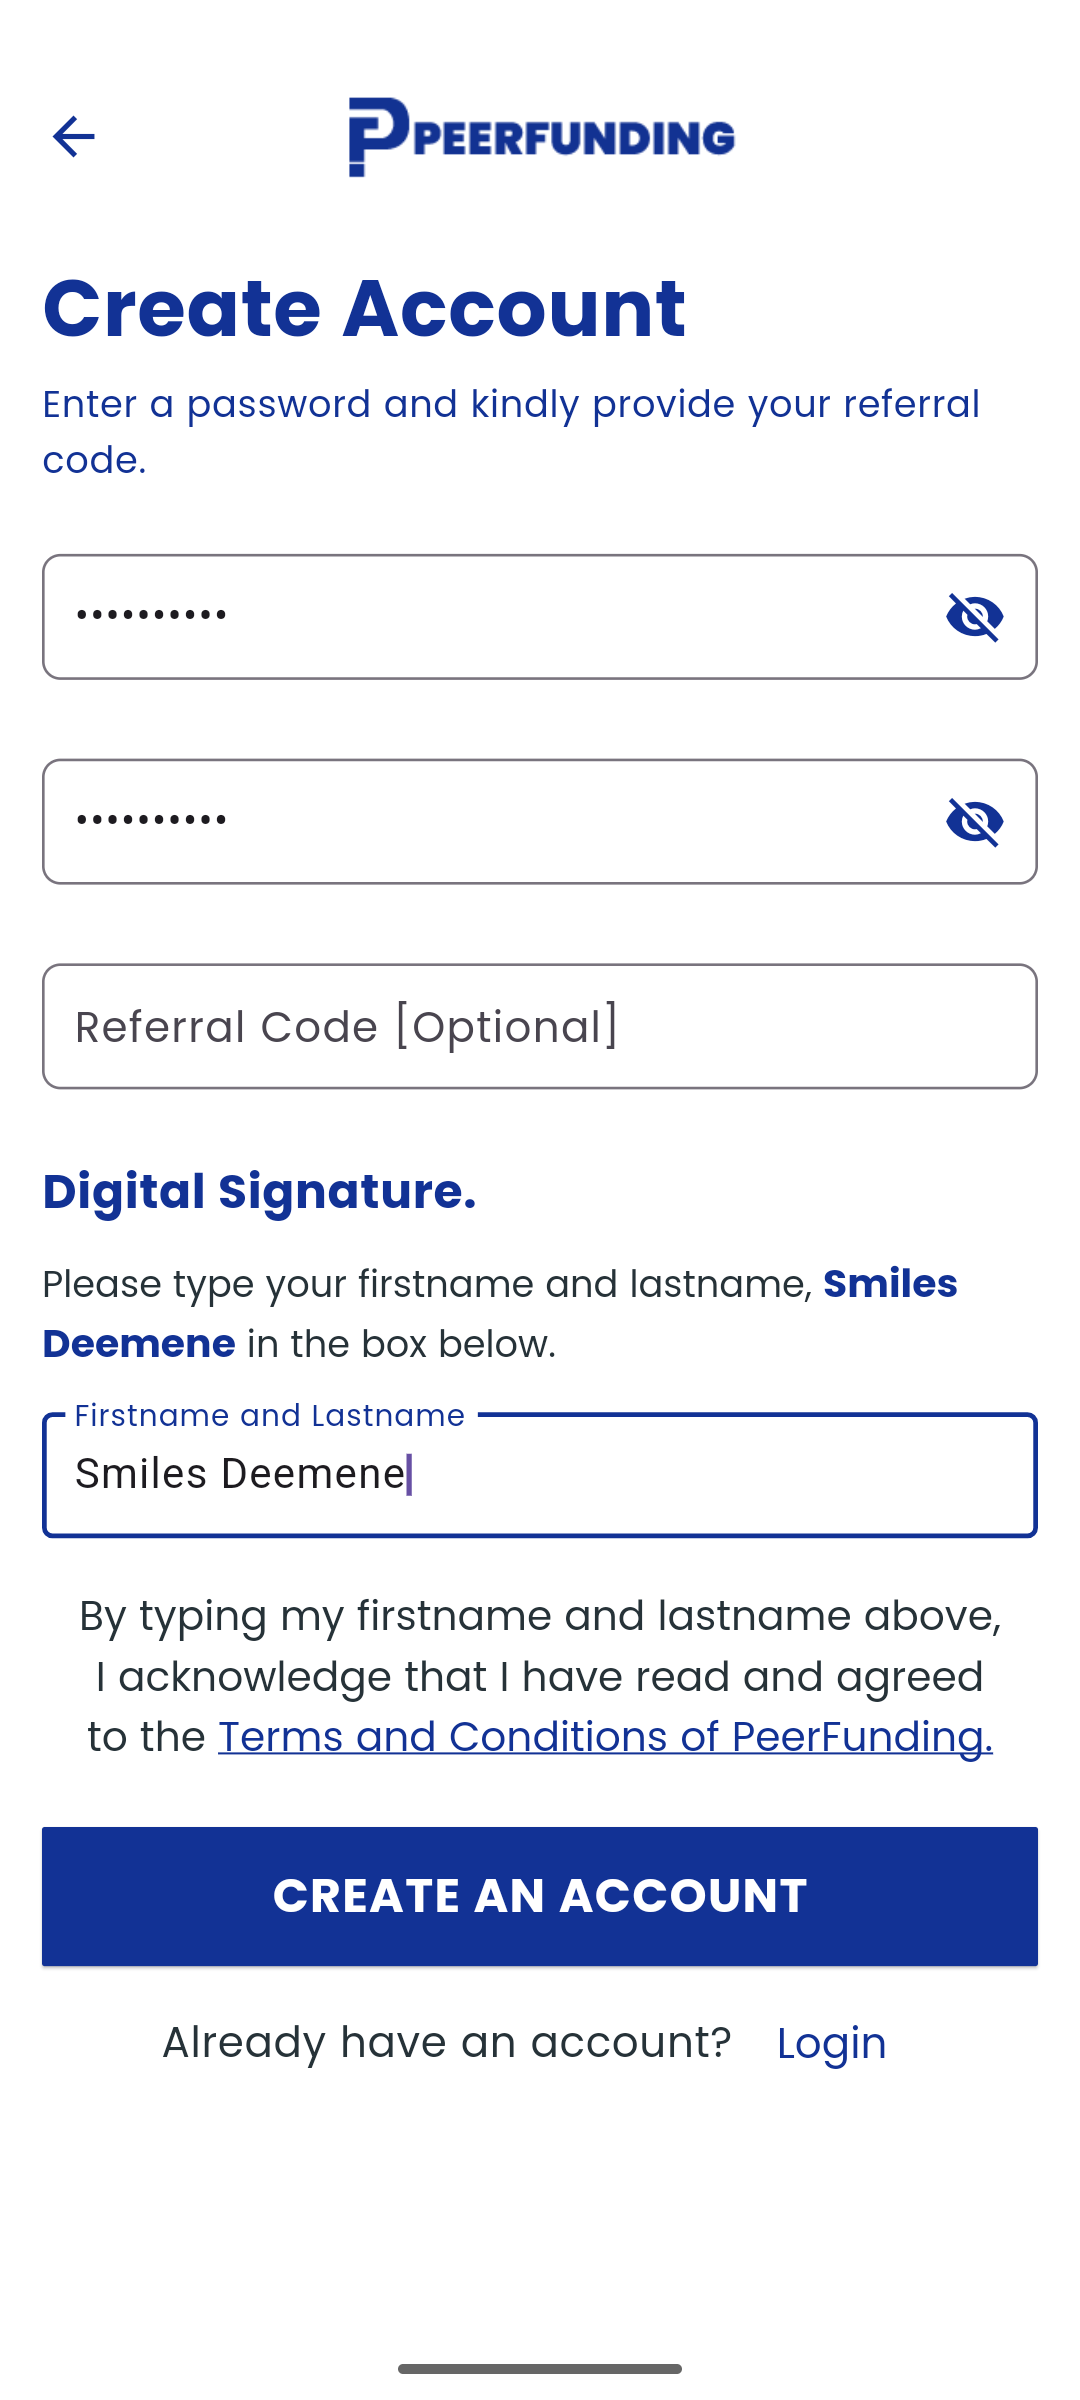 PEERFUNDING
Create Account
Enter a password and kindly provide your referral
code.
••••••••••
••••••••••
Referral Code [Optional]
Digital Signature.
Please type your firstname and lastname, Smiles
Deemene in the box below.
Firstname and Lastname
Smiles Deemene
By typing my firstname and lastname above,
I acknowledge that I have read and agreed
to the Terms and Conditions of PeerFunding.
CREATE AN ACCOUNT
Already have an account? Login